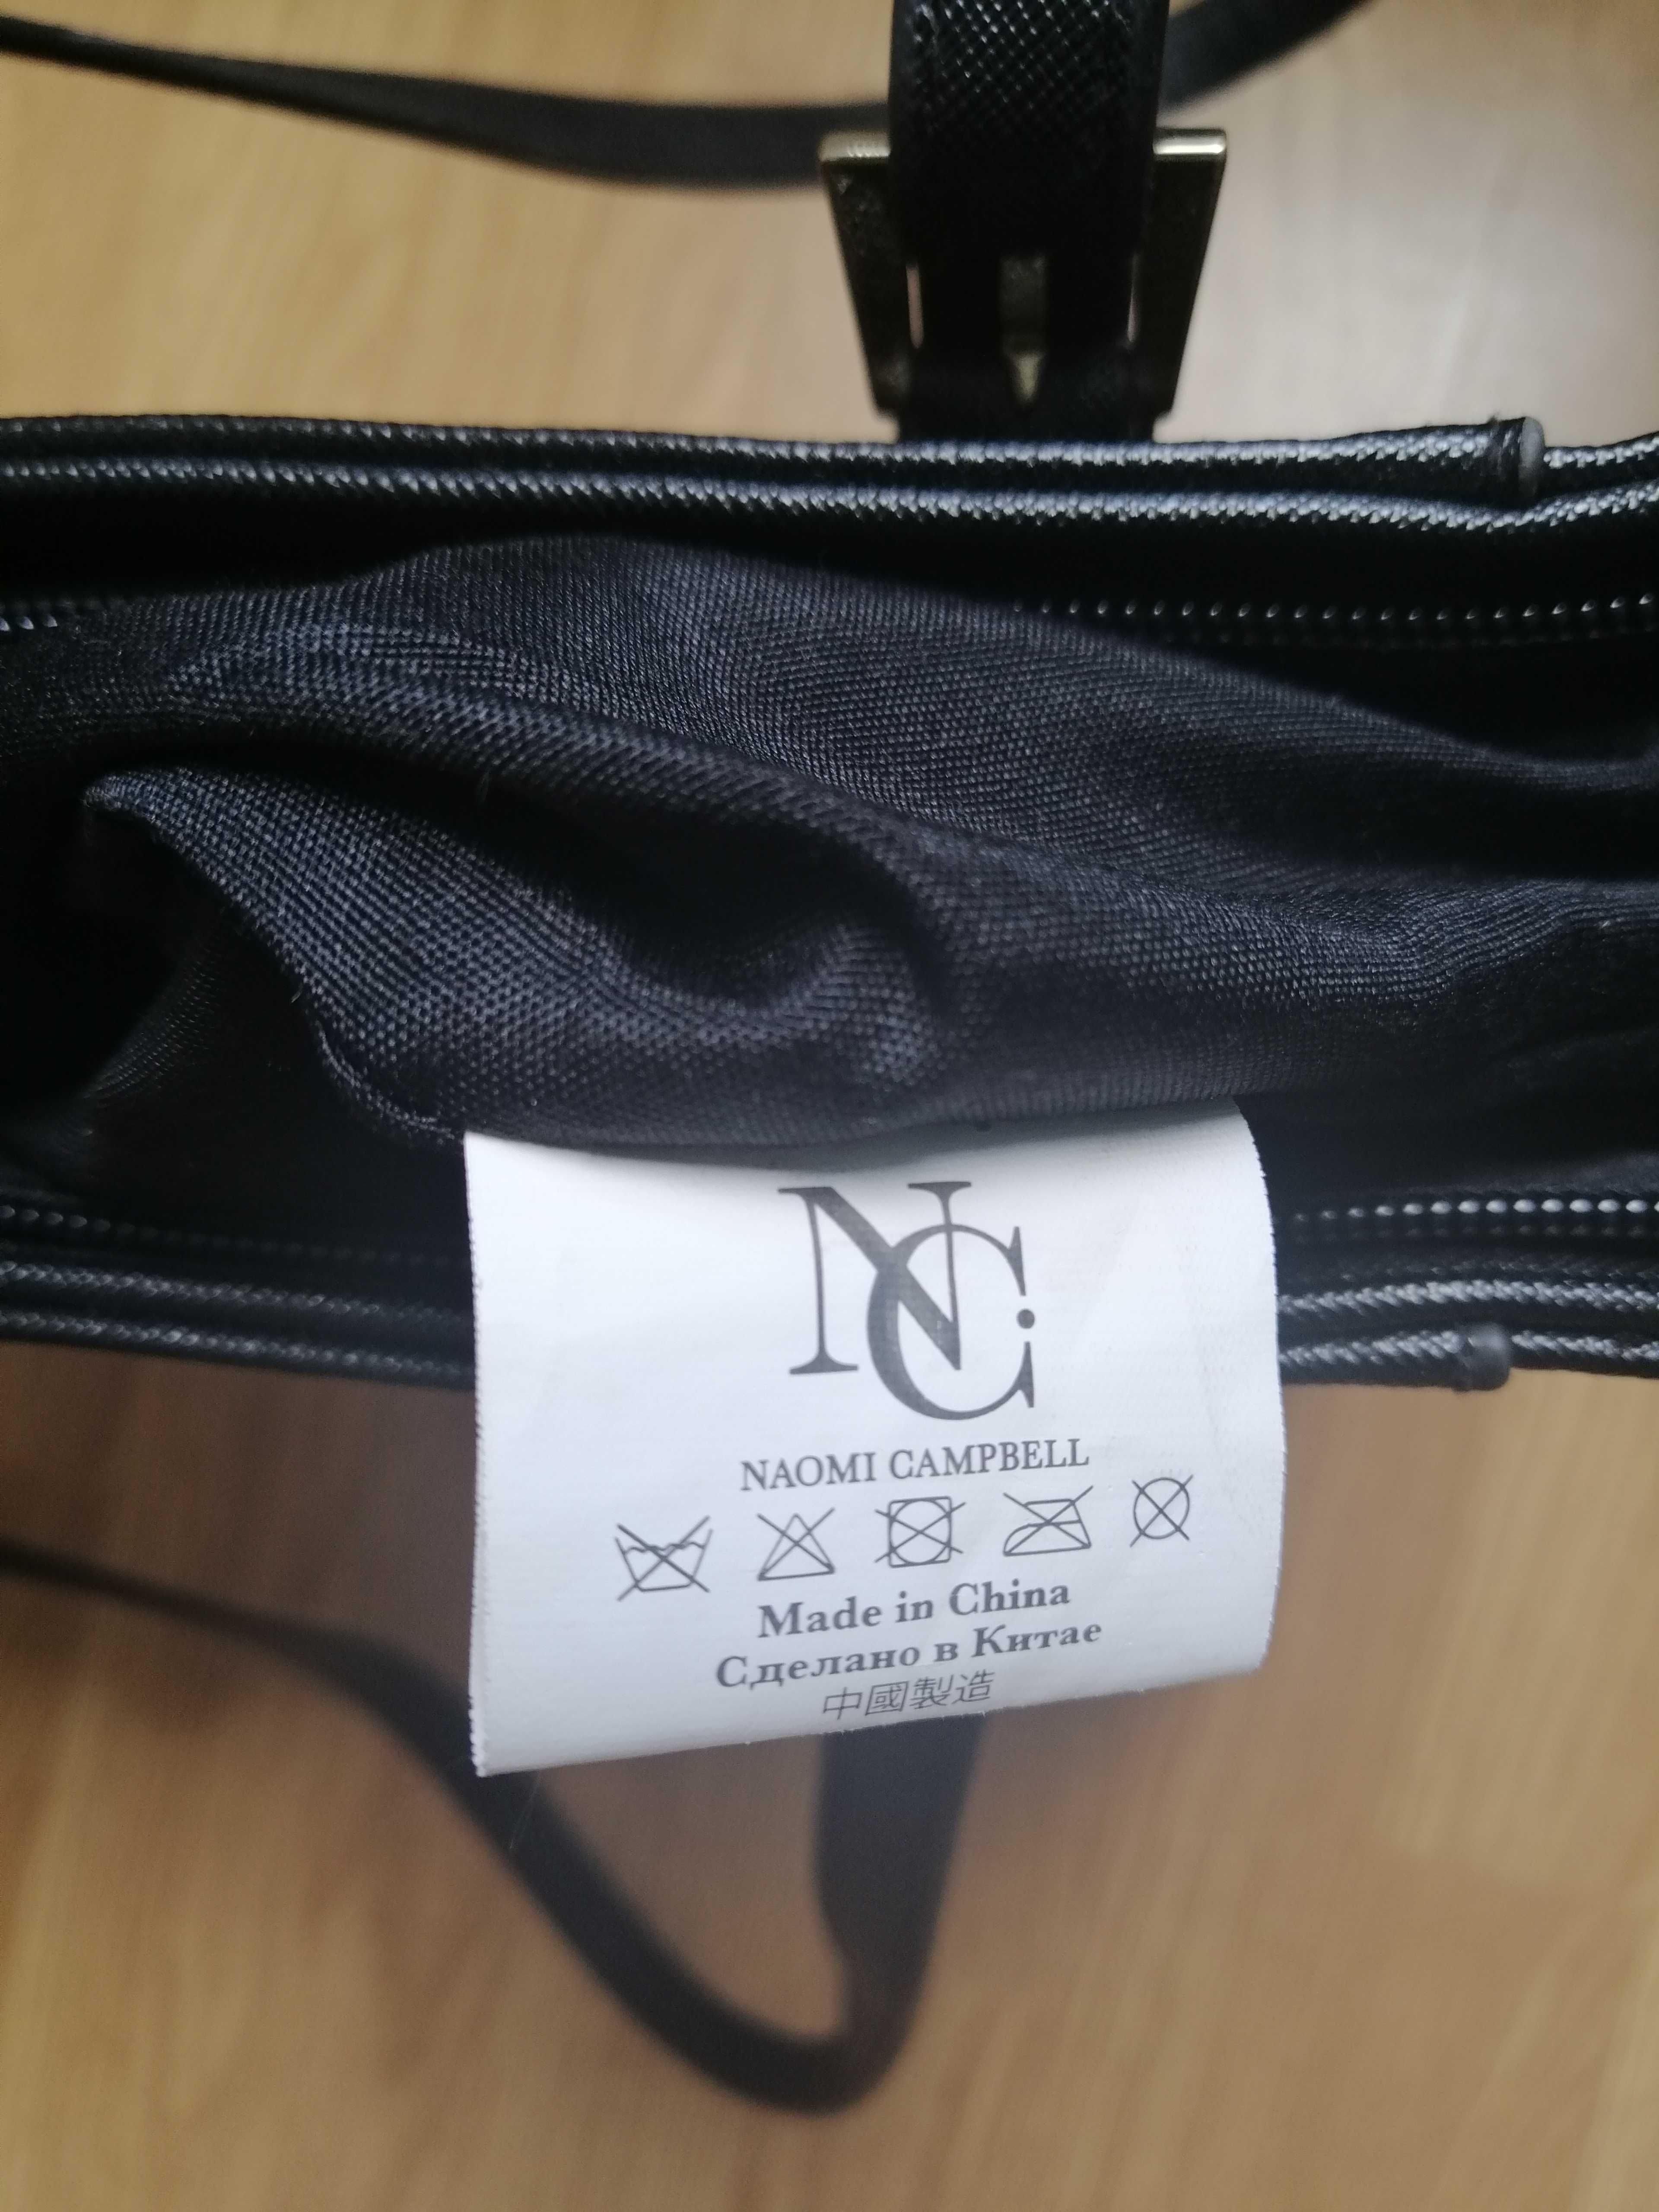 NC
NAOMI CAMPBELL
Made in China
Сделано в Китае
中國製造